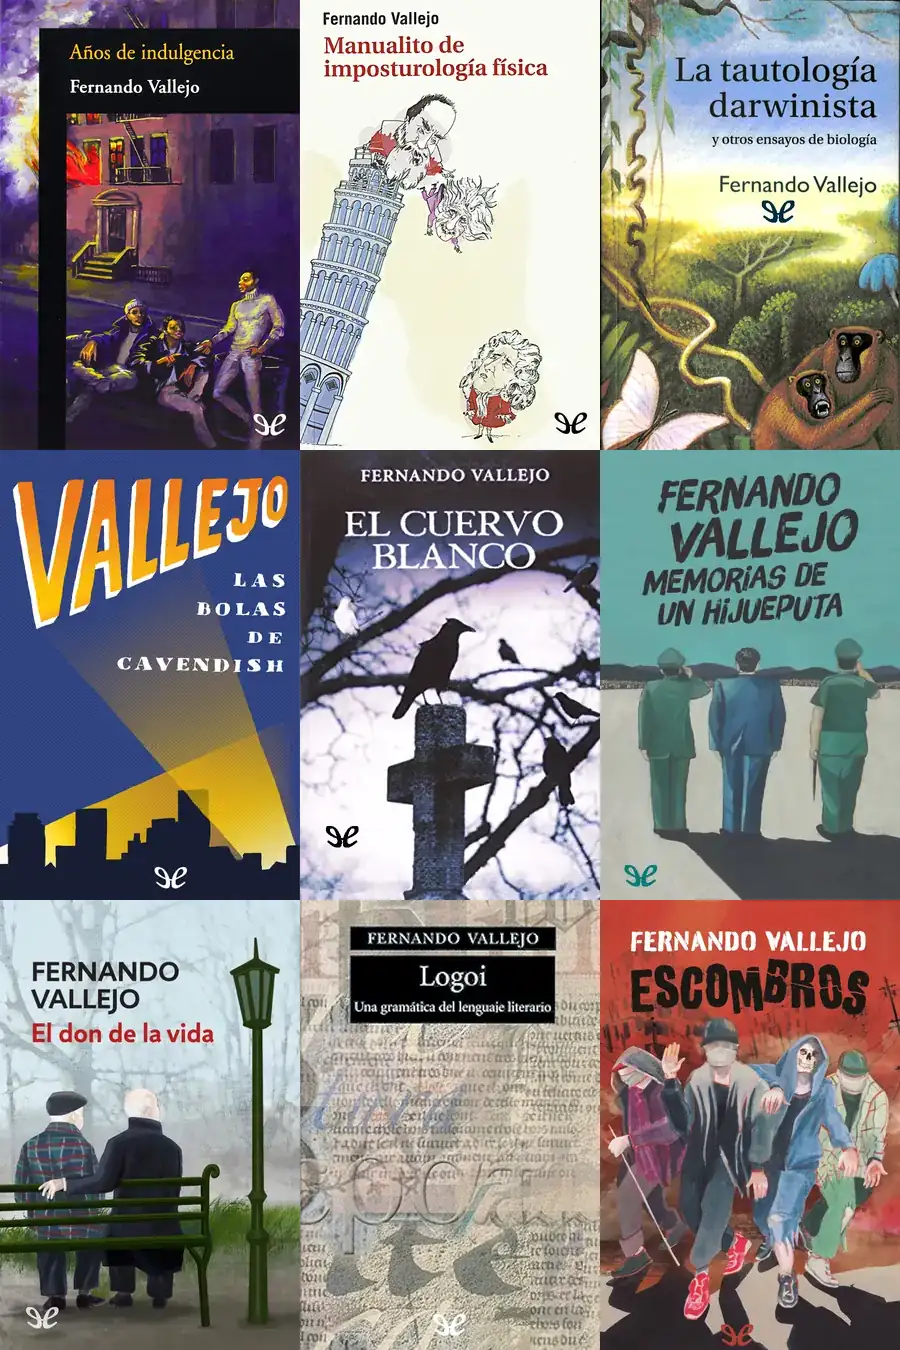 Años de indulgencia
Fernando Vallejo
Fernando Vallejo
Manualito de
imposturología física
La tautología
darwinista
y otros ensayos de biología
Fernando Vallejo
VALLEJO
LAS
BOLAS
DE
CAVENDISH
FERNANDO VALLEJO
EL CUERVO
BLANCO
FERNANDO
VALLEJO
MEMORiAS DE
UN HiJUEPUTA
FERNANDO
VALLEJO
El don de la vida
FERNANDO VALLEJO
Logoi
Una gramática del lenguaje literario
FERNANDO VALLEJO
ESCOMBROS